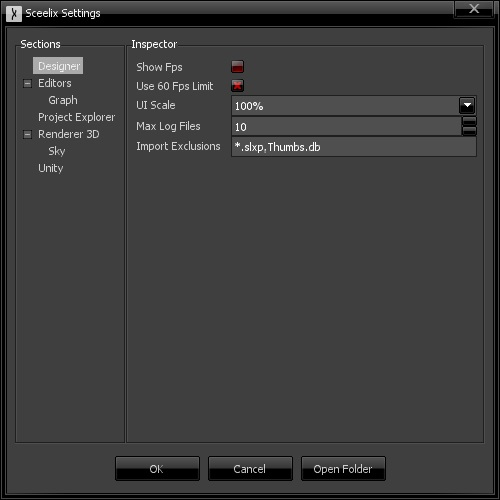 Sceelix Settings
Sections
Designer
Editors
Graph
Project Explorer
Renderer 3D
Sky
Unity
Inspector
Show Fps
Use 60 Fps Limit
UI Scale 100%
Max Log Files 10
Import Exclusions *.slxp,Thumbs.db
OK Cancel Open Folder